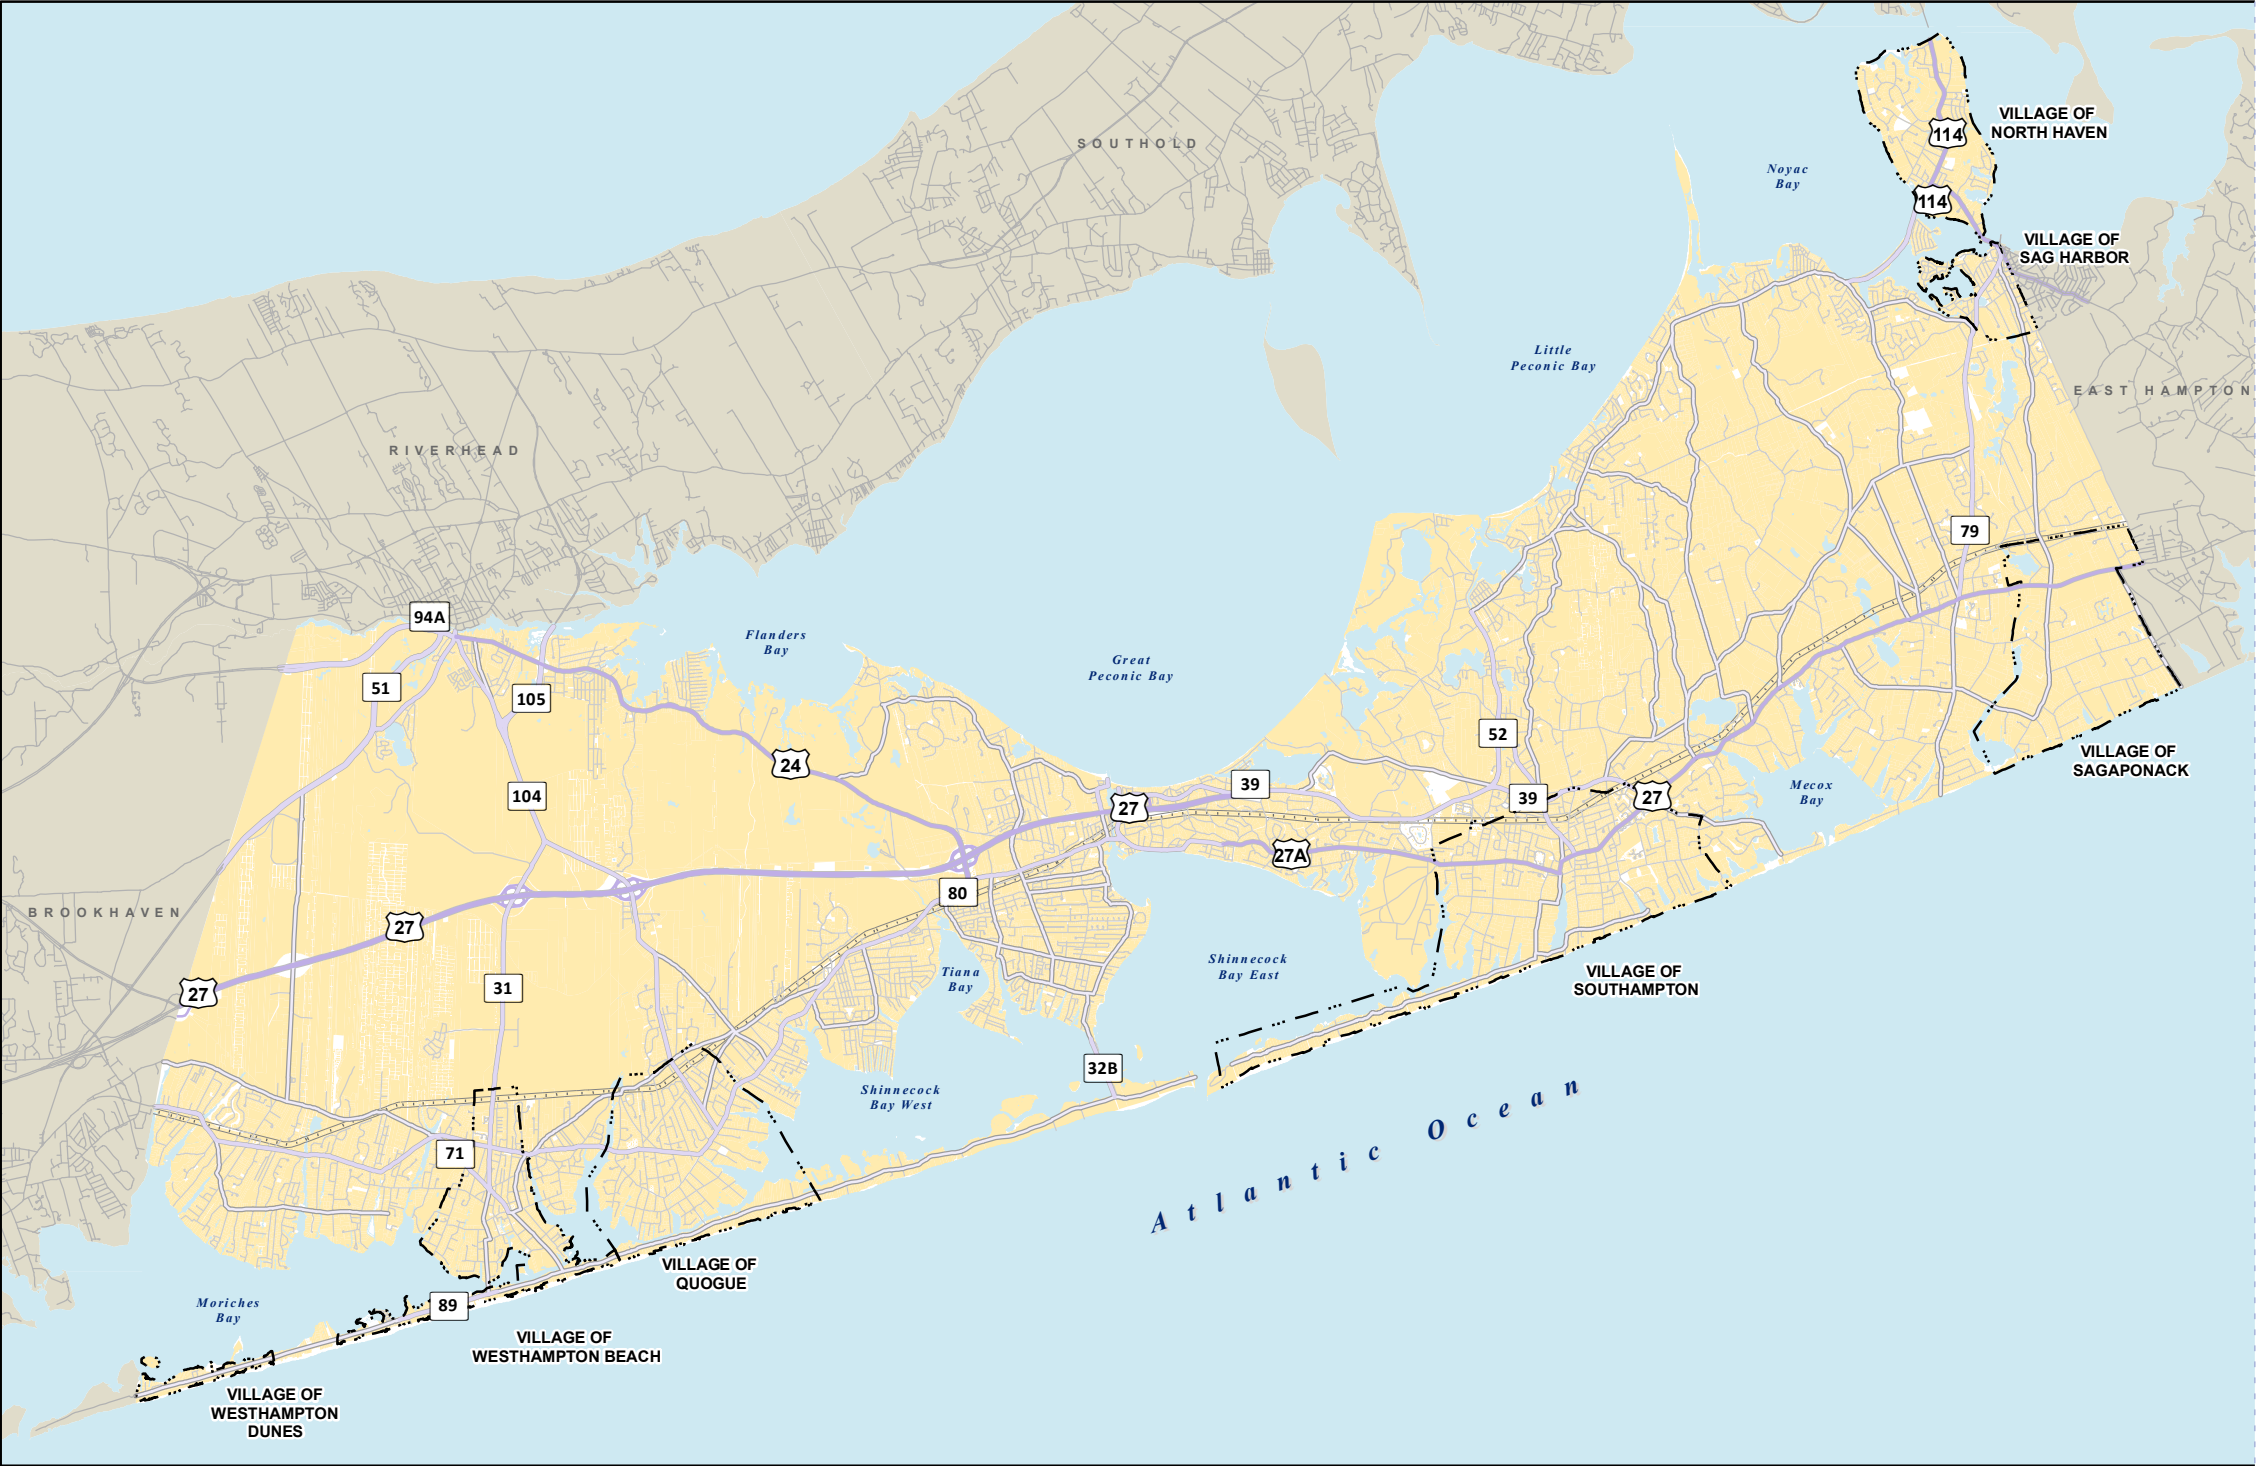 VILLAGE OF
NORTH HAVEN
114
SOUTHOLD
Noyac
Bay
114
VILLAGE OF
SAG HARBOR
Little
Peconic Bay
EAST HAMPTON
RIVERHEAD
79
94A
Flanders
Bay
Great
Peconic Bay
51
105
52
VILLAGE OF
SAGAPONACK
24
39
Mecox
Bay
104
27
39
27
27A
80
BROOKHAVEN
27
Shinnecock
Bay East
Tiana
Bay
VILLAGE OF
SOUTHAMPTON
27
31
32B
Shinnecock
Bay West
Atlantic Ocean
71
VILLAGE OF
QUOGUE
Moriches
Bay
89
VILLAGE OF
WESTHAMPTON BEACH
VILLAGE OF
WESTHAMPTON
DUNES